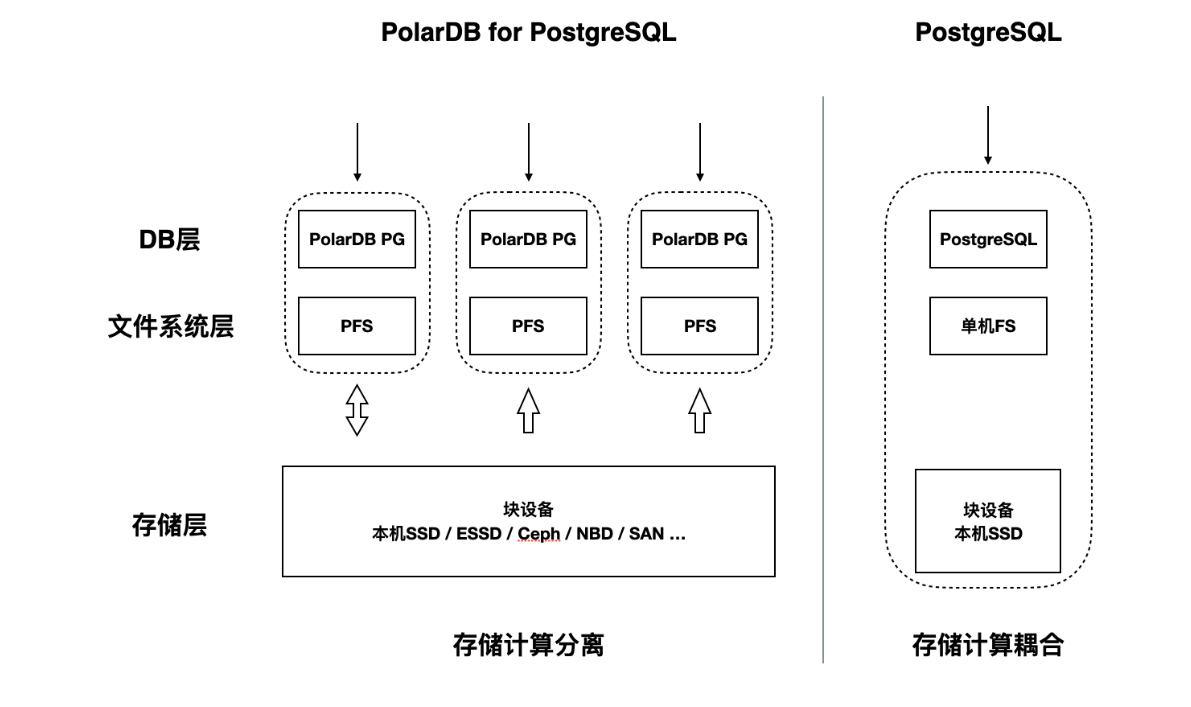 PolarDB for PostgreSQL
PostgreSQL
DB层
PolarDB PG
PolarDB PG
PolarDB PG
PostgreSQL
文件系统层
PFS
PFS
PFS
单机FS
存储层
块设备
本机SSD / ESSD / Ceph / NBD / SAN ...
块设备
本机SSD
存储计算分离
存储计算耦合